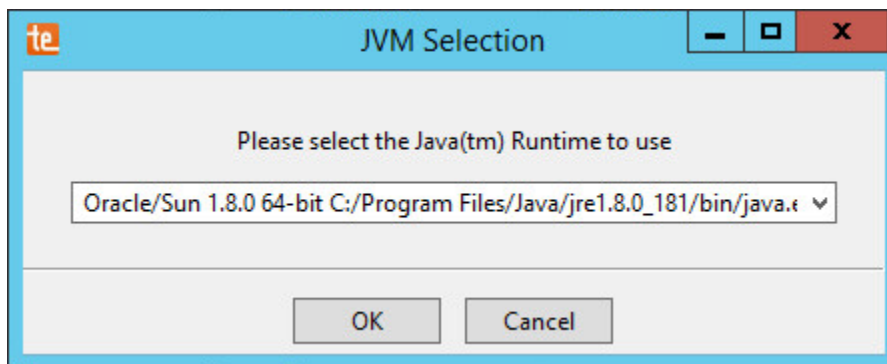 te
JVM Selection
Please select the Java(tm) Runtime to use
Oracle/Sun 1.8.0 64-bit C:/Program Files/Java/jre1.8.0_181/bin/java.e
OK
Cancel